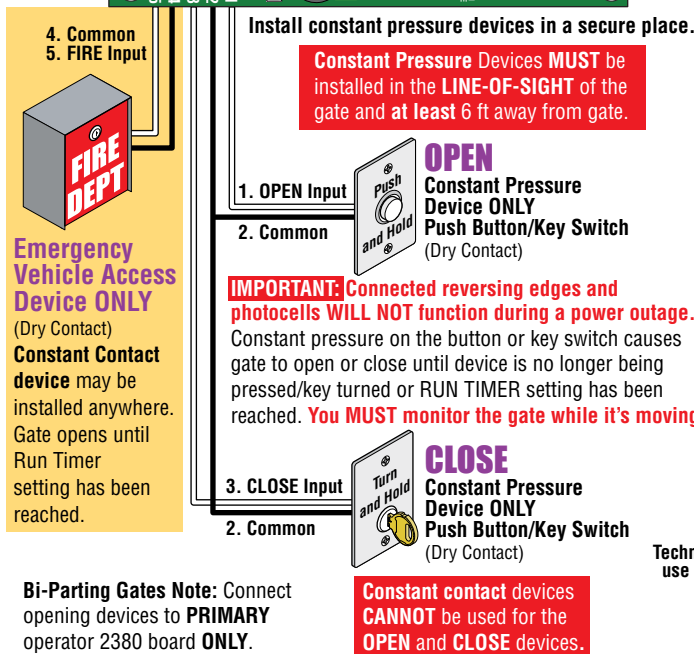 Install constant pressure devices in a secure place.
4. Common
5. FIRE Input
Constant Pressure Devices MUST be
installed in the LINE-OF-SIGHT of the
gate and at least 6 ft away from gate.
FIRE
DEPT
Emergency
Vehicle Access
Device ONLY
(Dry Contact)
Constant Contact
device may be
installed anywhere.
Gate opens until
Run Timer
setting has been
reached.
1. OPEN Input
2. Common
Push
and Hold
OPEN
Constant Pressure
Device ONLY
Push Button/Key Switch
(Dry Contact)
IMPORTANT: Connected reversing edges and
photocells WILL NOT function during a power outage.
Constant pressure on the button or key switch causes
gate to open or close until device is no longer being
pressed/key turned or RUN TIMER setting has been
reached. You MUST monitor the gate while it's moving
3. CLOSE Input
2. Common
Turn
and Hold
CLOSE
Constant Pressure
Device ONLY
Push Button/Key Switch
(Dry Contact)
Techn
use
Bi-Parting Gates Note: Connect
opening devices to PRIMARY
operator 2380 board ONLY.
Constant contact devices
CANNOT be used for the
OPEN and CLOSE devices.